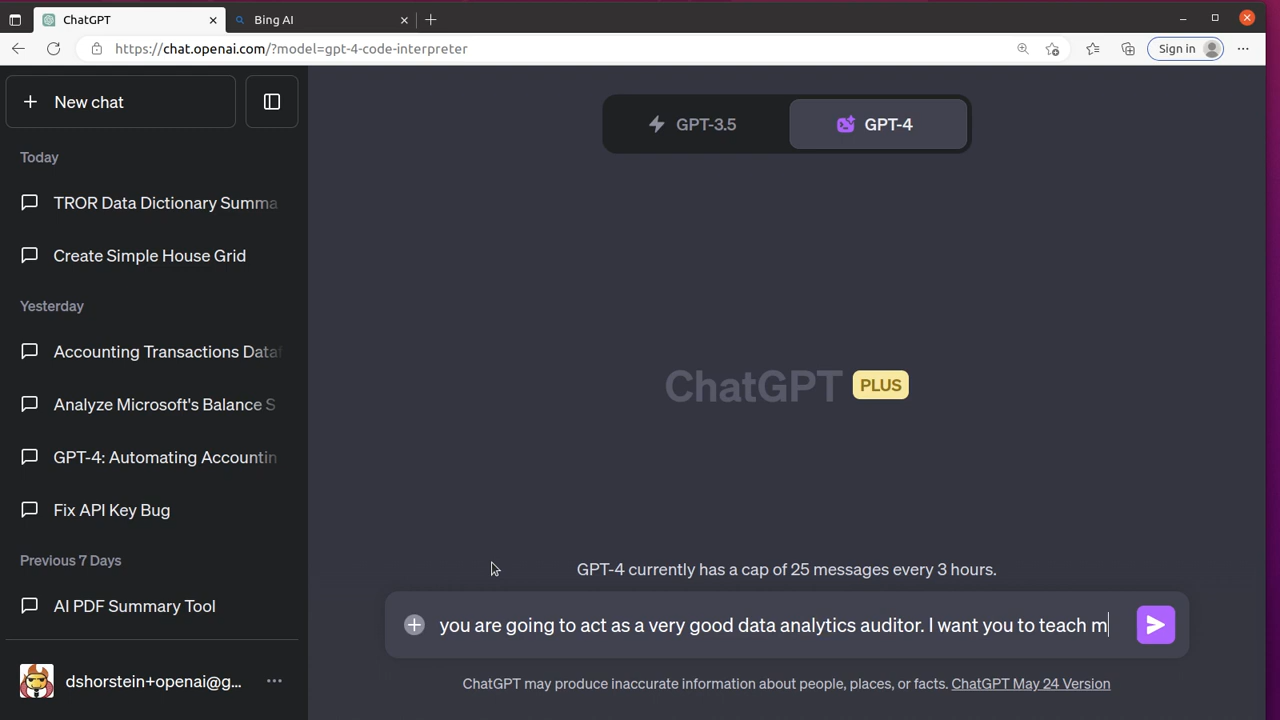 ChatGPT
Bing AI
https://chat.openai.com/?model=gpt-4-code-interpreter
Sign in
New chat
GPT-3.5
GPT-4
Today
TROR Data Dictionary Summa
Create Simple House Grid
Yesterday
Accounting Transactions Data
Analyze Microsoft's Balance S
GPT-4: Automating Accountin
Fix API Key Bug
Previous 7 Days
AI PDF Summary Tool
dshorstein+openai@g...
ChatGPT PLUS
GPT-4 currently has a cap of 25 messages every 3 hours.
you are going to act as a very good data analytics auditor. I want you to teach m
ChatGPT may produce inaccurate information about people, places, or facts. ChatGPT May 24 Version